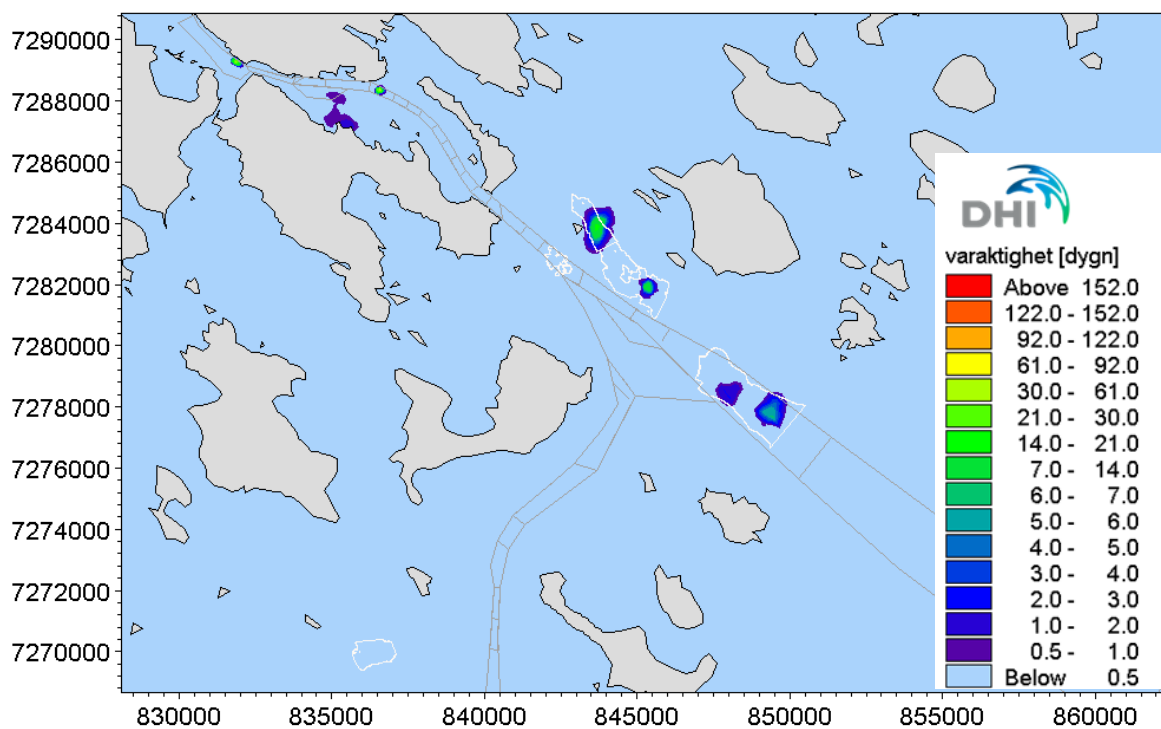 7290000
7288000
7286000
7284000
7282000
7280000
7278000
7276000
7274000
7272000
7270000
830000 835000 840000 845000 850000 855000 860000
DHI
varaktighet [dygn]
Above 152.0
122.0 - 152.0
92.0 - 122.0
61.0 - 92.0
30.0 - 61.0
21.0 - 30.0
14.0 - 21.0
7.0 - 14.0
6.0 - 7.0
5.0 - 6.0
4.0 - 5.0
3.0 - 4.0
2.0 - 3.0
1.0 - 2.0
0.5 - 1.0
Below 0.5